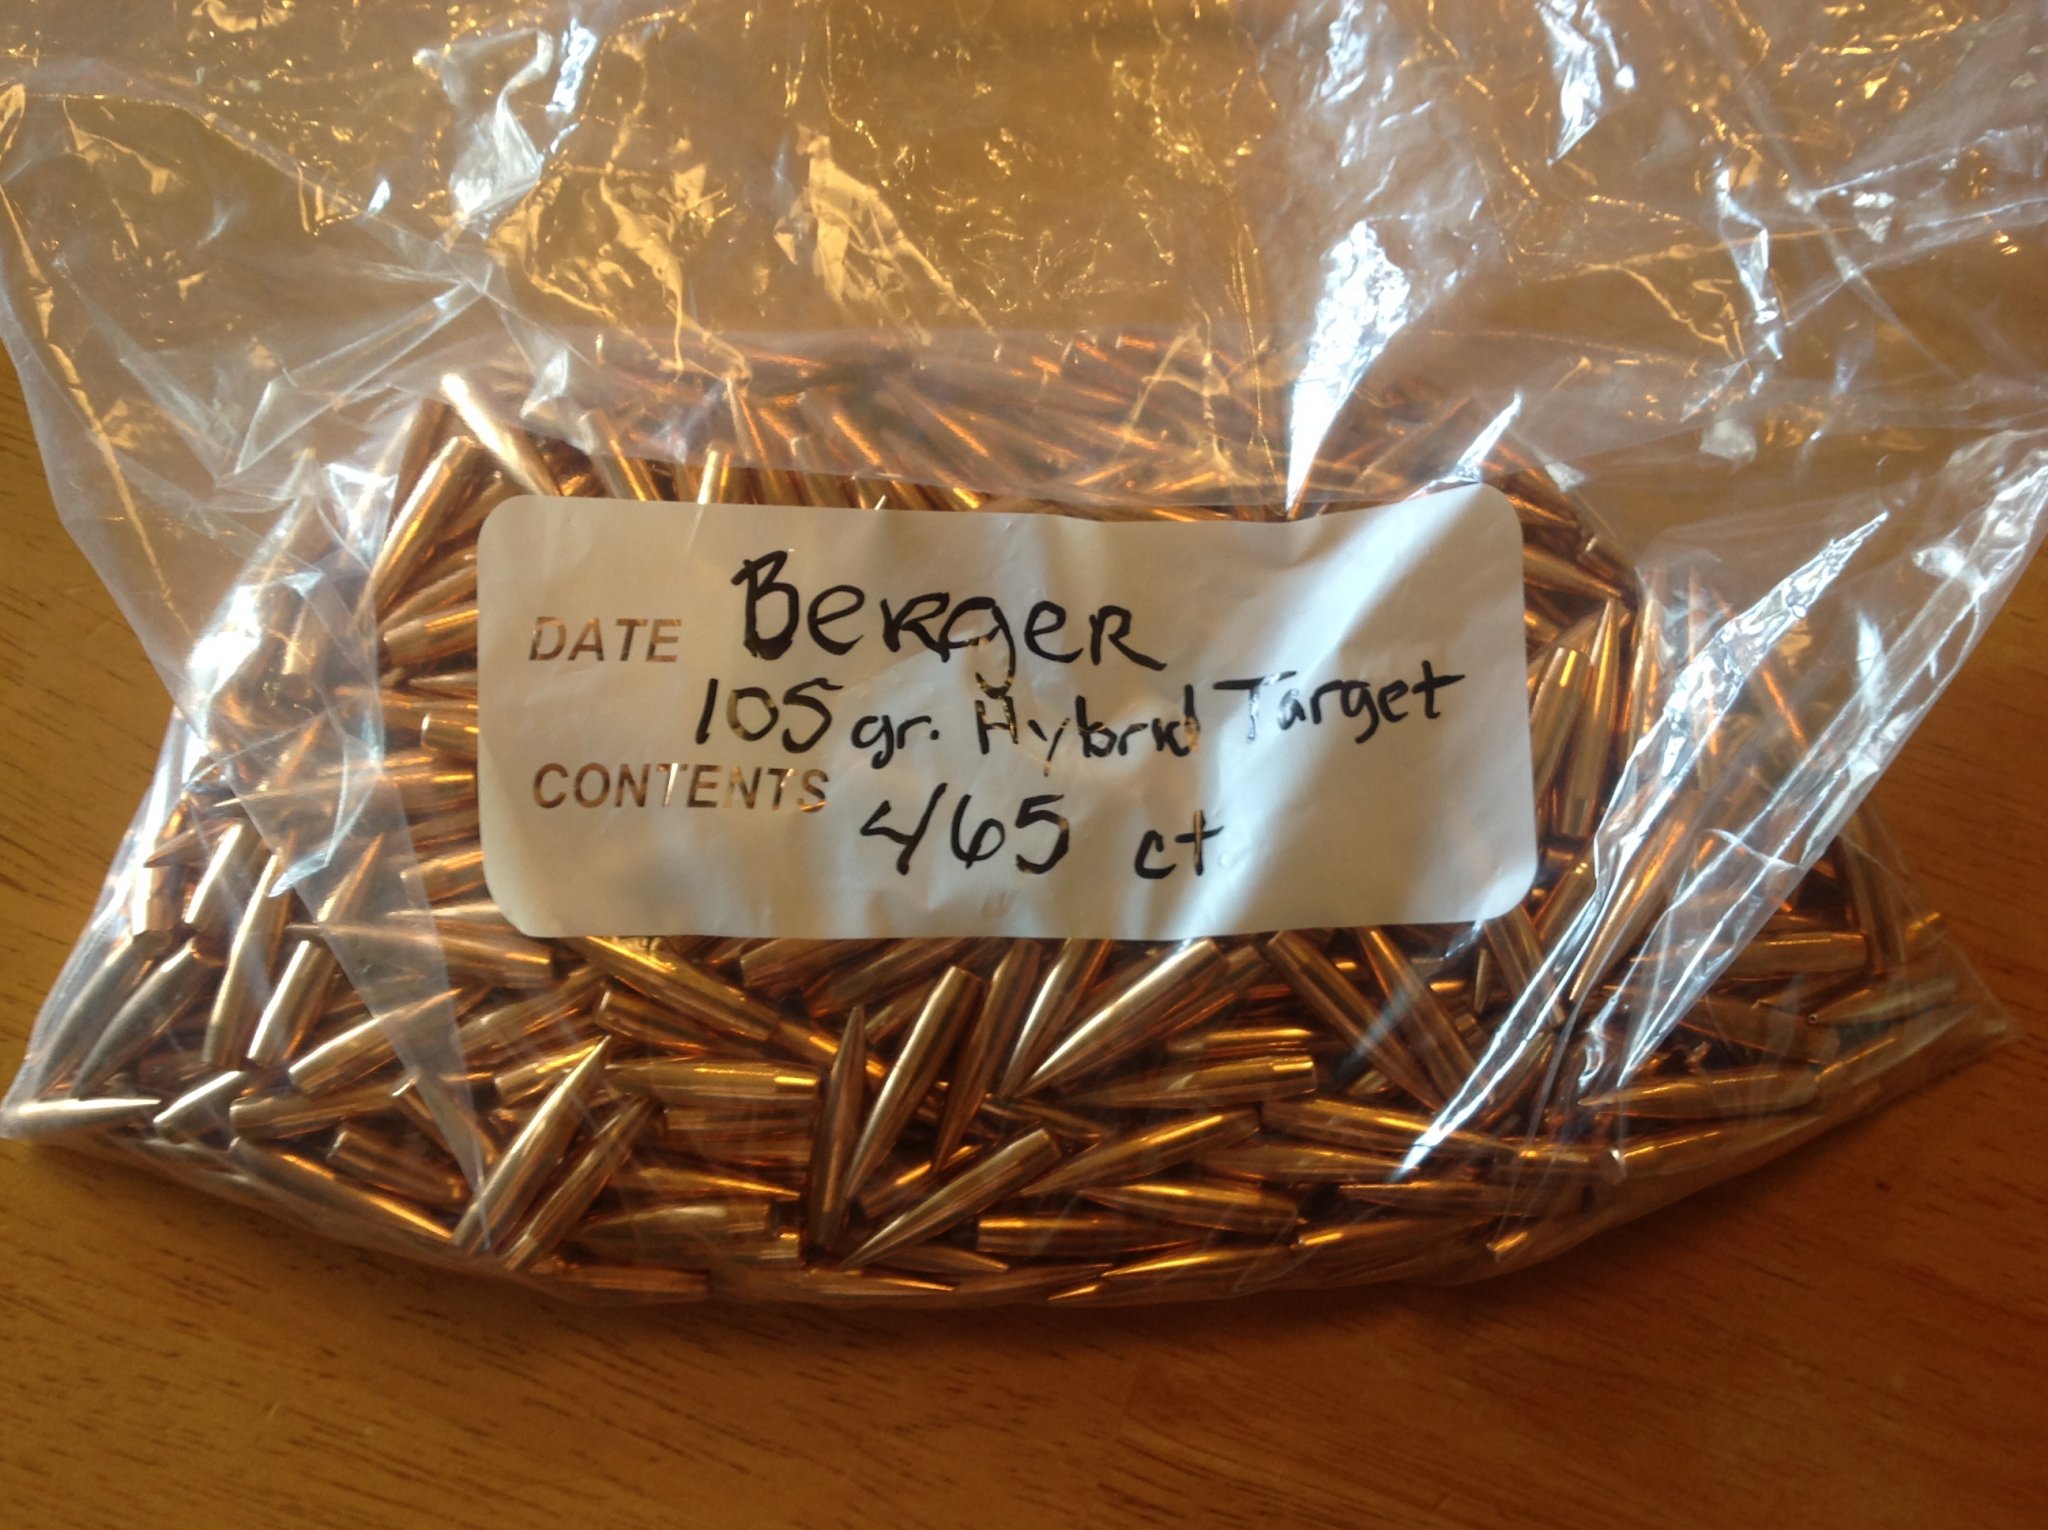 DATE Berger
105 gr. Hybrid Target
CONTENTS
465 ct.